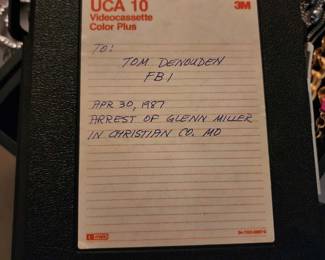 UCA 10
3M
Videocassette
Color Plus
TO:
TOM DENOUDEN
FBI
APR 30, 1987
ARREST OF GLENN MILLER
IN CHRISTIAN CO. MO